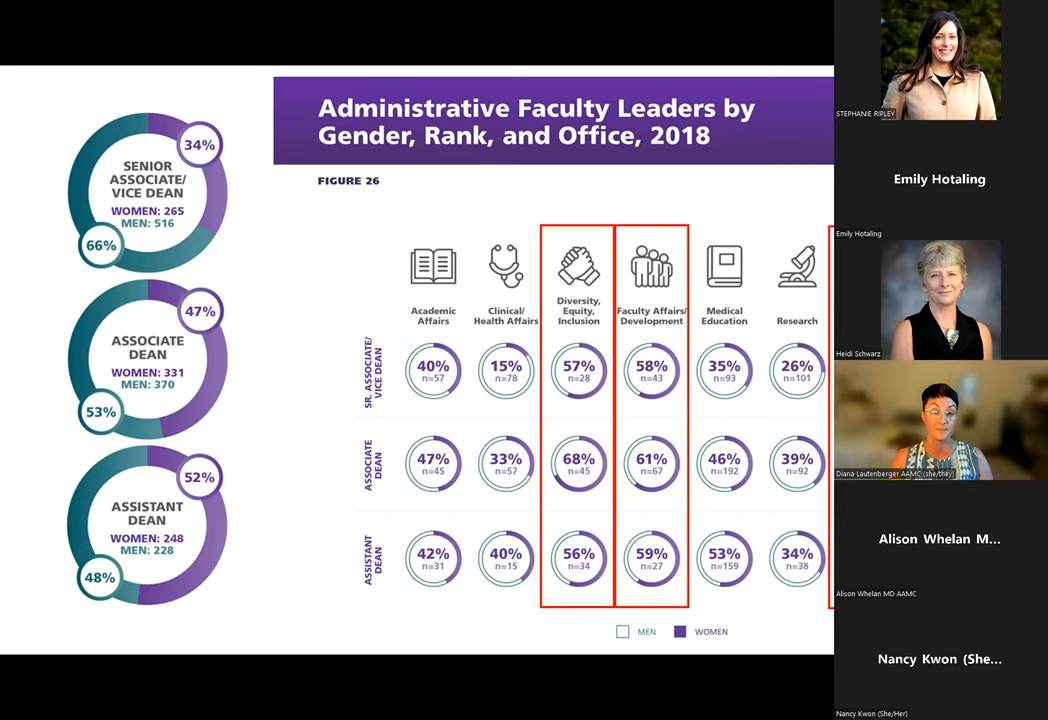 Administrative Faculty Leaders by
Gender, Rank, and Office, 2018
FIGURE 26
34%
SENIOR
ASSOCIATE/
VICE DEAN
WOMEN: 265
MEN: 516
66%
47%
ASSOCIATE
DEAN
WOMEN: 331
MEN: 370
53%
52%
ASSISTANT
DEAN
WOMEN: 248
MEN: 228
48%
Academic
Affairs
Clinical/
Health Affairs
Diversity,
Equity,
Inclusion
Faculty Affairs/
Development
Medical
Education
Research
SR. ASSOCIATE/
VICE DEAN
40%
n=57
15%
n=78
57%
n=28
58%
n=43
35%
n=93
26%
n=101
ASSOCIATE
DEAN
47%
n=45
33%
n=57
68%
n=45
61%
n=67
46%
n=192
39%
n=92
ASSISTANT
DEAN
42%
n=31
40%
n=15
56%
n=34
59%
n=27
53%
n=159
34%
n=38
MEN
WOMEN
STEPHANIE RIPLEY
Emily Hotaling
Emily Hotaling
Heidi Schwarz
Diana Lautenberger AAMC (she/they)
Alison Whelan M...
Alison Whelan MD AAMC
Nancy Kwon (She...
Nancy Kwon (She/Her)